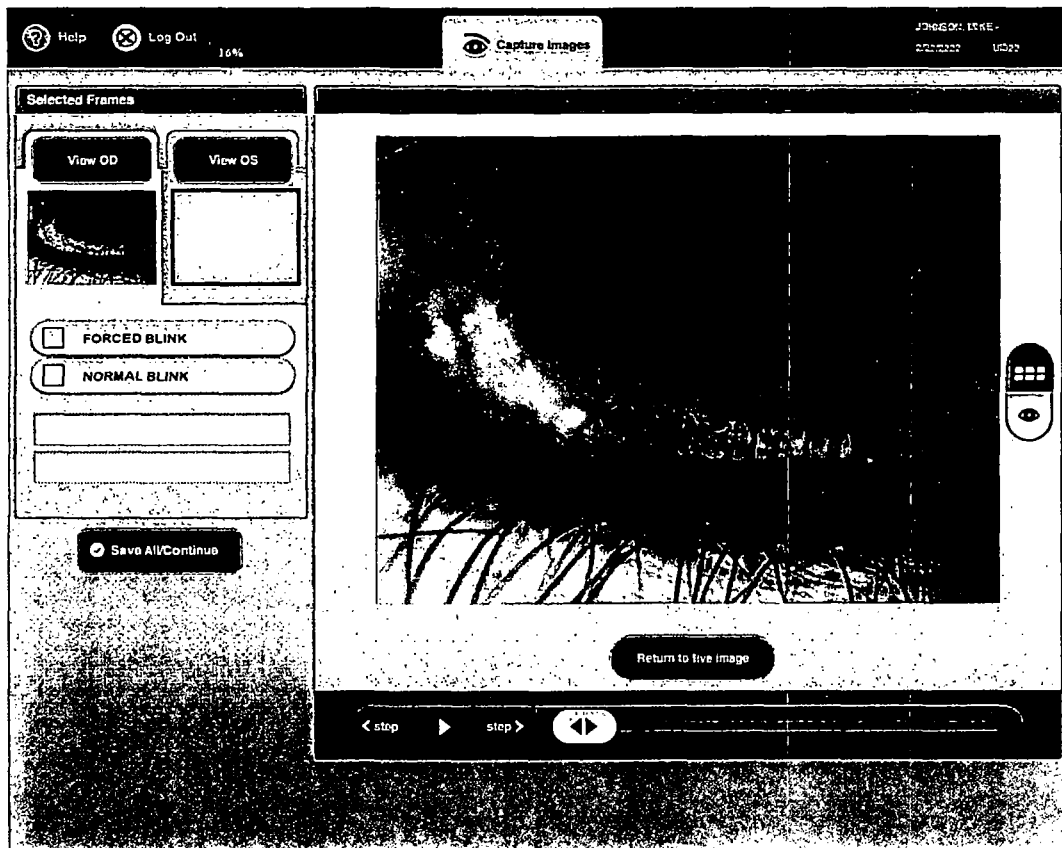 Help
Log Out
16%
Capture Images
Selected Frames
View OD
View OS
FORCED BLINK
NORMAL BLINK
Save All/Continue
Return to live image
< step
step >